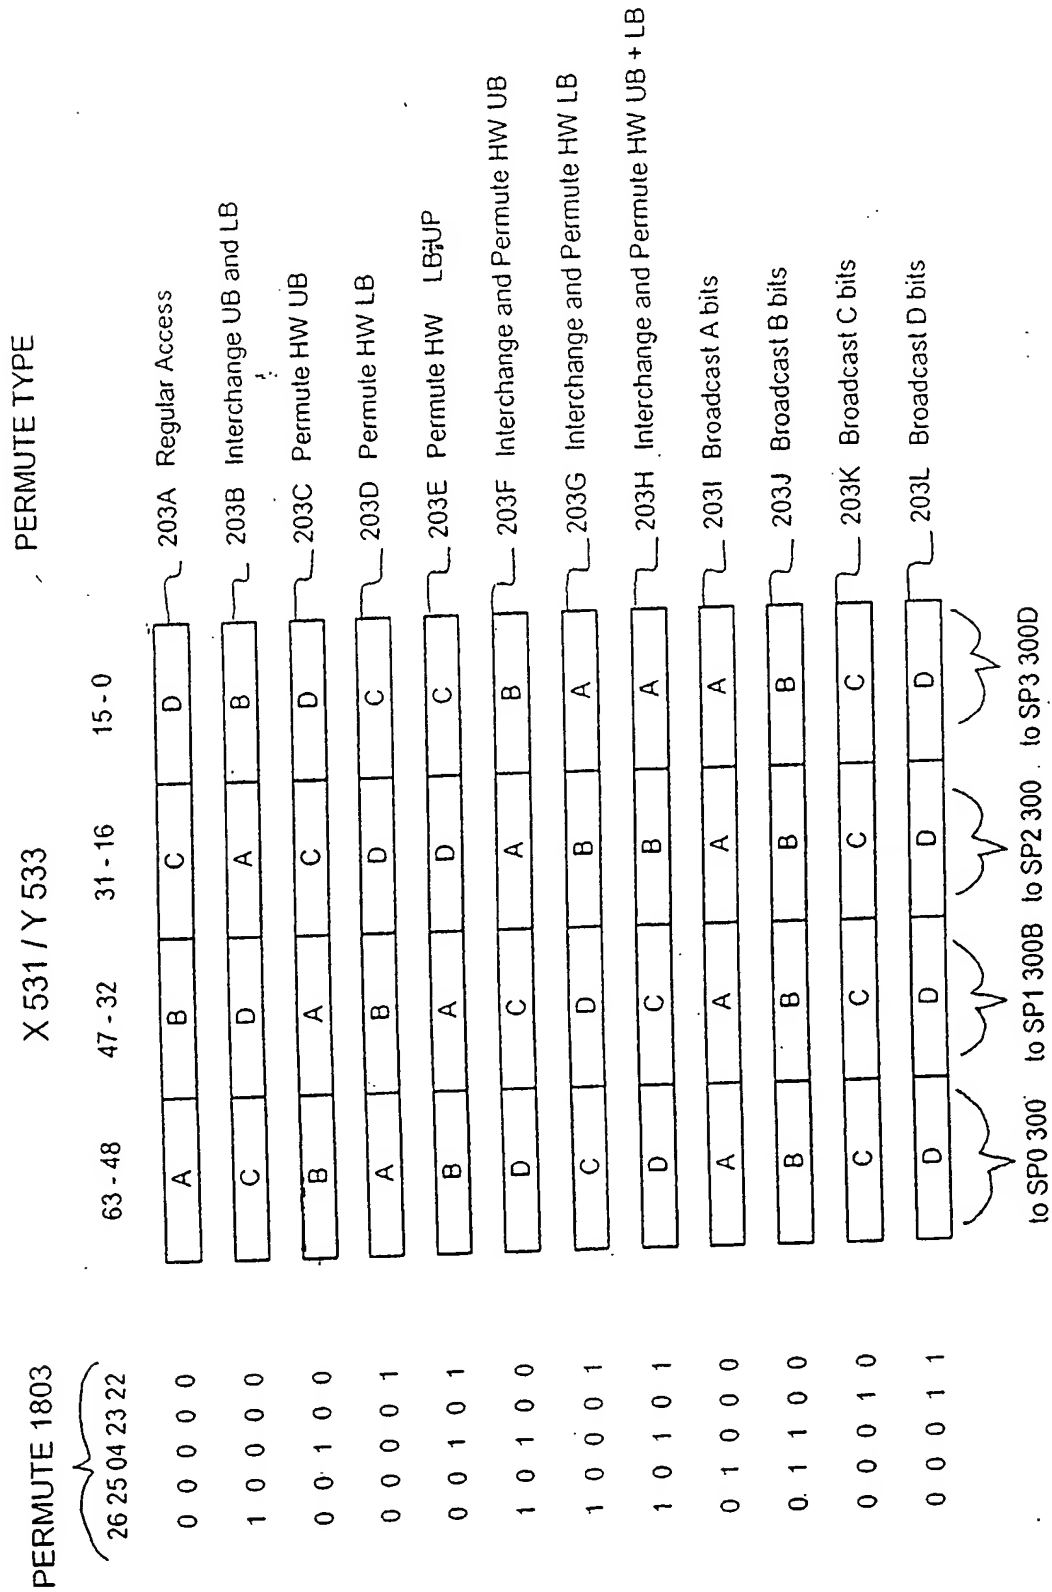 PERMUTE 1803 X 531 / Y 533 PERMUTE TYPE
26 25 04 23 22 63 - 48 47 - 32 31 - 16 15 - 0
0 0 0 0 0 A B C D 203A Regular Access
1 0 0 0 0 C D A B 203B Interchange UB and LB
0 0 1 0 0 B A C D 203C Permute HW UB
0 0 0 0 1 A B D C 203D Permute HW LB
0 0 1 0 1 B A D C 203E Permute HW
1 0 1 0 0 D C A B 203F Interchange and Permute HW UB
1 0 0 0 1 C D B A 203G Interchange and Permute HW LB
1 0 1 0 1 D C B A 203H Interchange and Permute HW UB + LB
0 1 0 0 0 A A A A 203I Broadcast A bits
0 1 1 0 0 B B B B 203J Broadcast B bits
0 0 0 1 0 C C C C 203K Broadcast C bits
0 0 0 1 1 D D D D 203L Broadcast D bits
to SP0 300 to SP1 300B to SP2 300 to SP3 300D